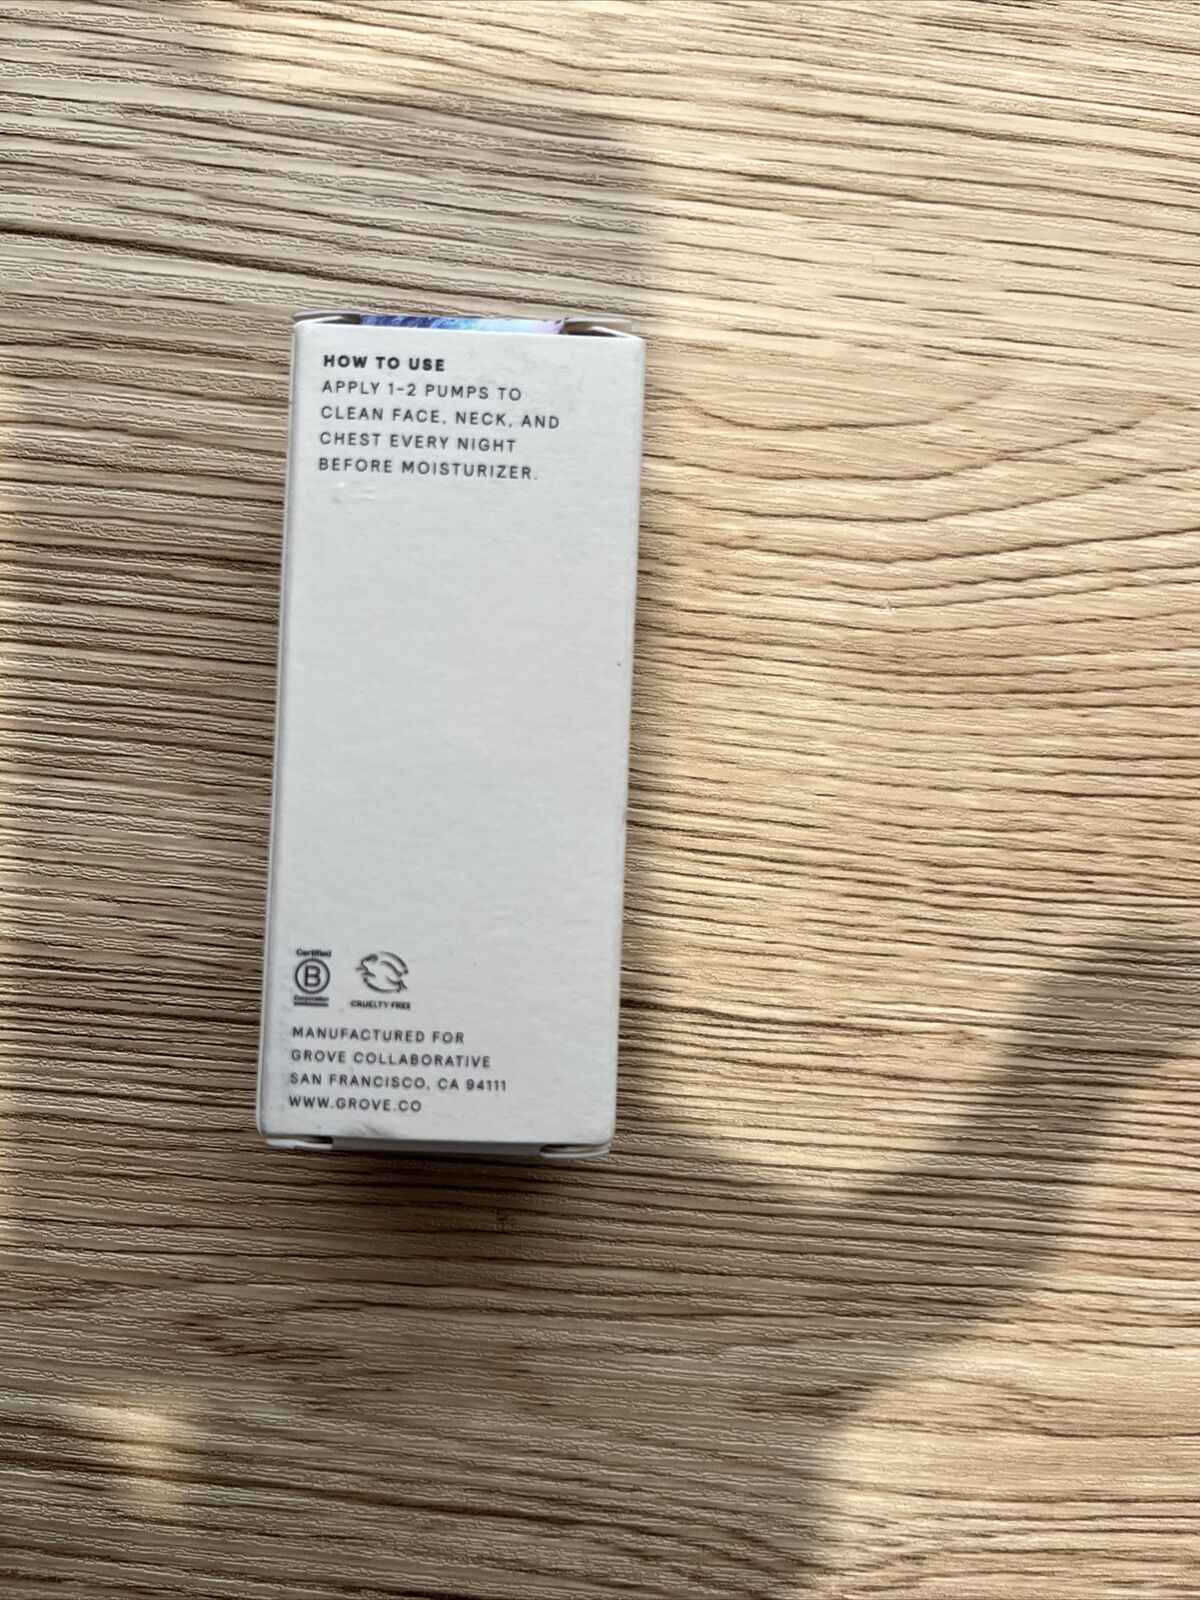 HOW TO USE
APPLY 1-2 PUMPS TO
CLEAN FACE, NECK, AND
CHEST EVERY NIGHT
BEFORE MOISTURIZER.
Certified
B
Corporation
CRUELTY FREE
MANUFACTURED FOR
GROVE COLLABORATIVE
SAN FRANCISCO, CA 94111
WWW.GROVE.CO